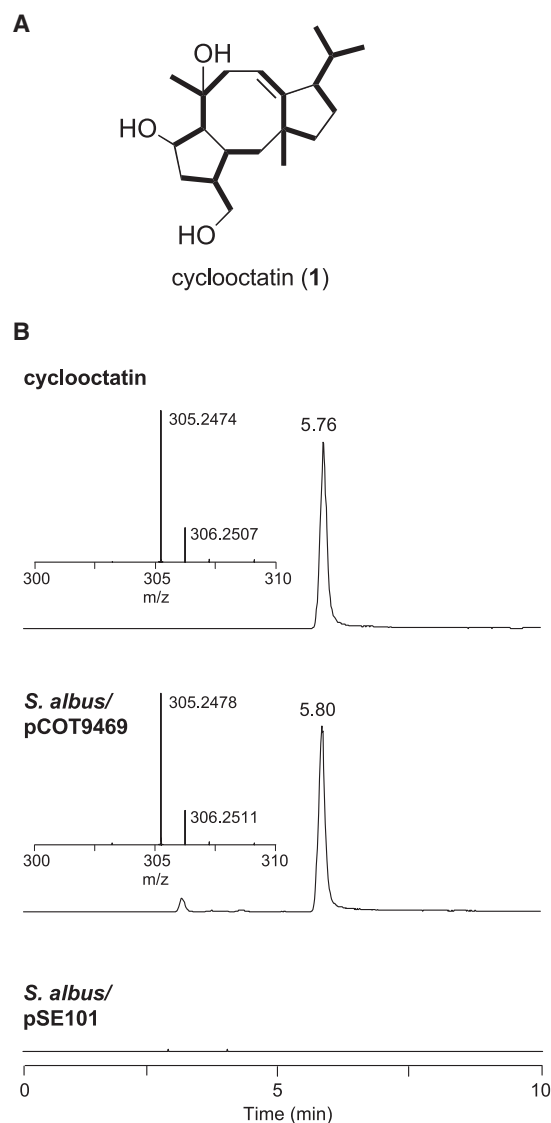 A
OH
HO
HO
cyclooctatin (1)
B
cyclooctatin
305.2474
306.2507
300 305 310
m/z
5.76
S. albus/
pCOT9469
305.2478
306.2511
300 305 310
m/z
5.80
S. albus/
pSE101
0 5 10
Time (min)